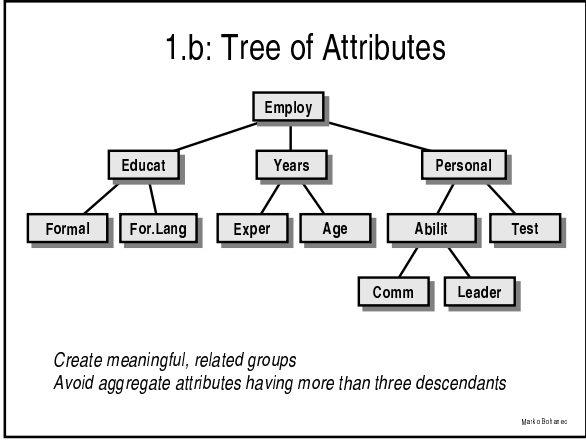 1.b: Tree of Attributes
Employ
Educat Years Personal
Formal For.Lang Exper Age Abilit Test
Comm Leader
Create meaningful, related groups
Avoid aggregate attributes having more than three descendants
Marko Bohanec